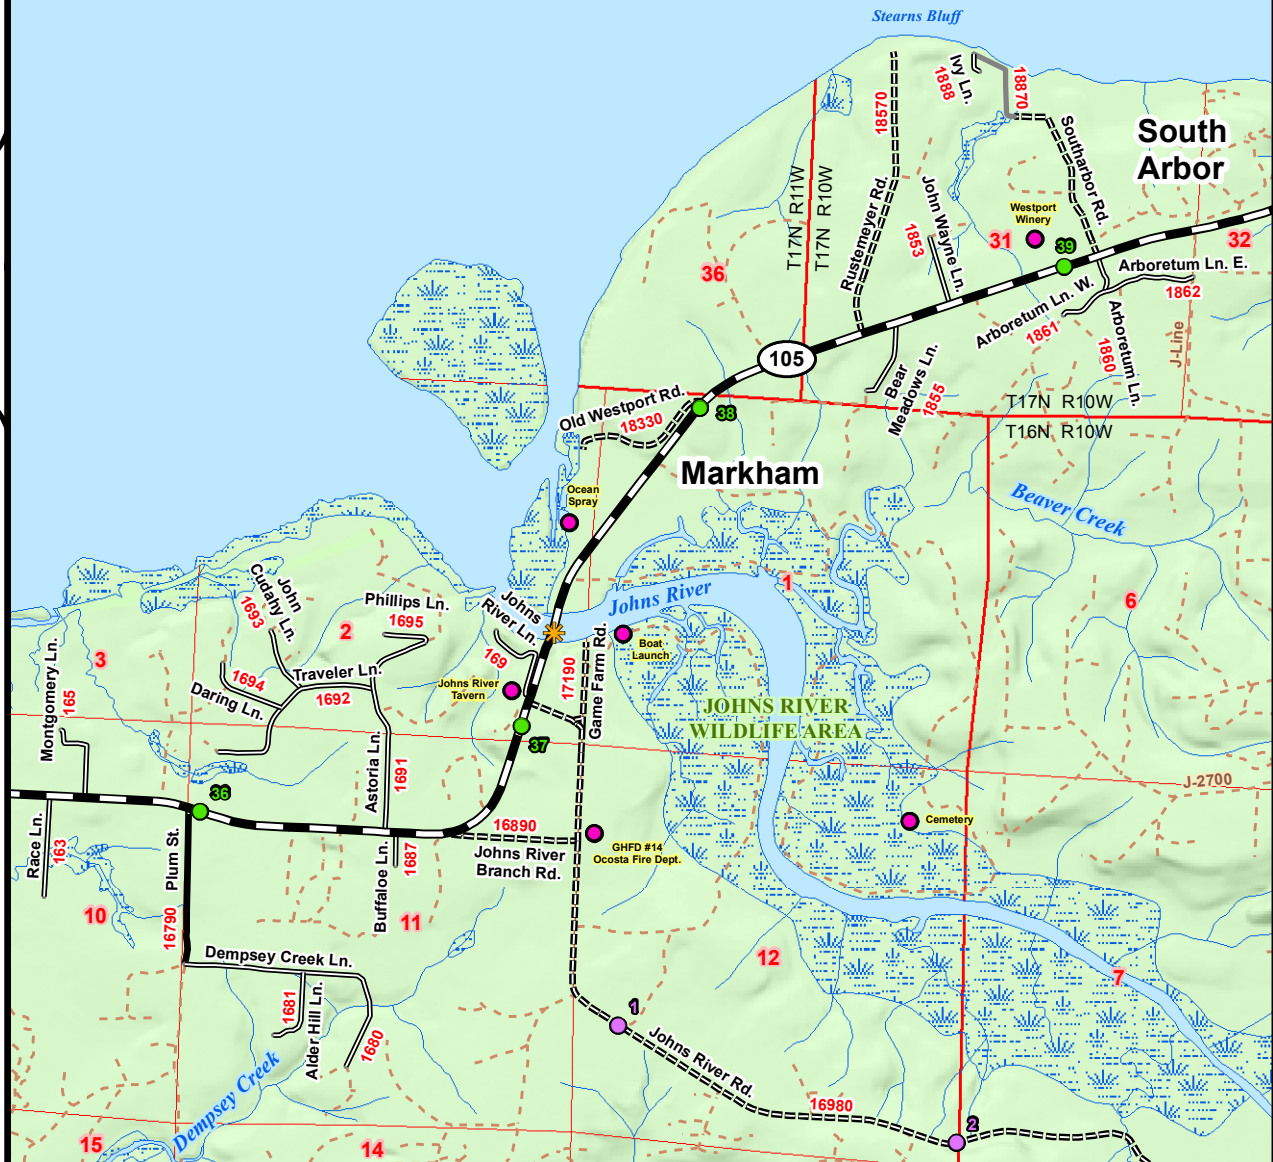 Stearns Bluff
Ivy Ln.
1888
18870
18570
Southarbor Rd.
South
Arbor
T17N R11W
T17N R10W
Rustemeyer Rd.
John Wayne Ln.
1853
Westport
Winery
31
39
32
36
Arboretum Ln. E.
1862
Arboretum Ln. W.
1861
Arboretum Ln.
1860
J-Line
105
Bear
Meadows Ln.
1855
T17N R10W
T16N R10W
Old Westport Rd.
18330
38
Markham
Ocean
Spray
Beaver Creek
Johns River
1
6
John
Cudahy Ln.
1693
Phillips Ln.
1695
2
3
Johns
River Ln.
169
Boat
Launch
Montgomery Ln.
165
Traveler Ln.
1692
1694
Daring Ln.
Johns River
Tavern
17190
Game Farm Rd.
JOHNS RIVER
WILDLIFE AREA
37
Astoria Ln.
1691
J-2700
36
Race Ln.
163
Plum St.
16790
16890
Johns River
Branch Rd.
GHFD #14
Ocosta Fire Dept.
Cemetery
Buffaloe Ln.
1687
10
11
12
7
Dempsey Creek Ln.
1681
Alder Hill Ln.
1680
1
Johns River Rd.
16980
2
Dempsey Creek
15
14